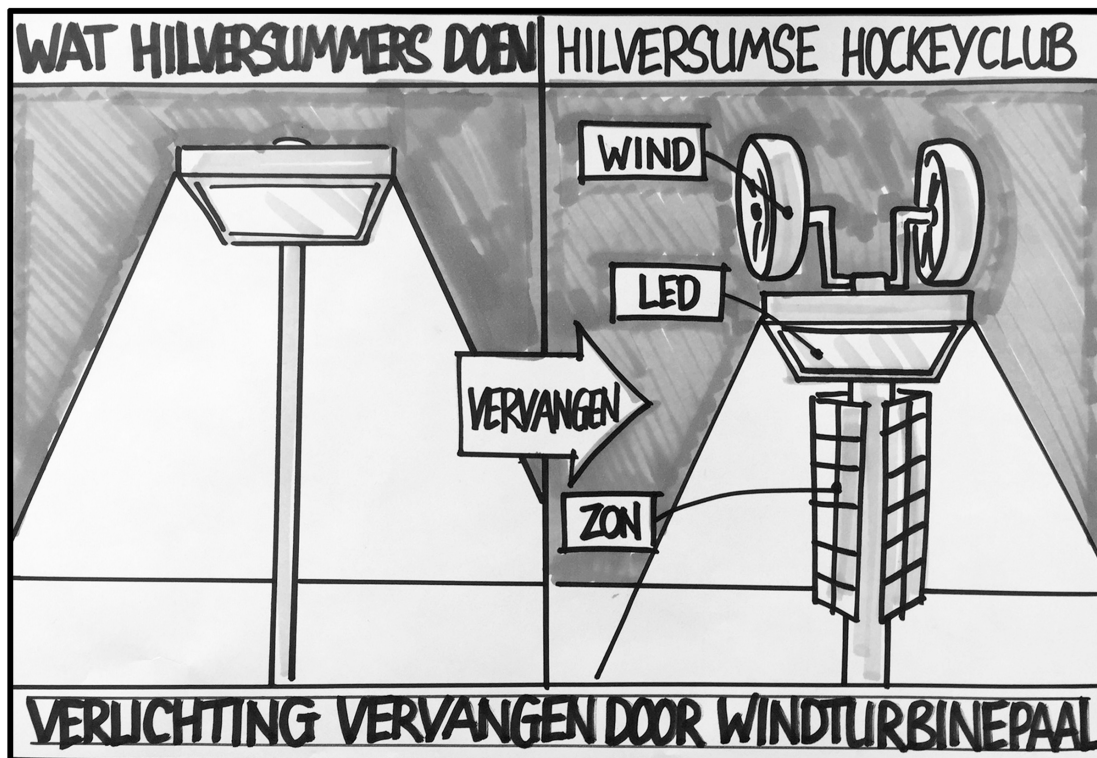 WAT HILVERSUMMERS DOEN
HILVERSUMSE HOCKEYCLUB
WIND
LED
VERVANGEN
ZON
VERLICHTING VERVANGEN DOOR WINDTURBINEPAAL